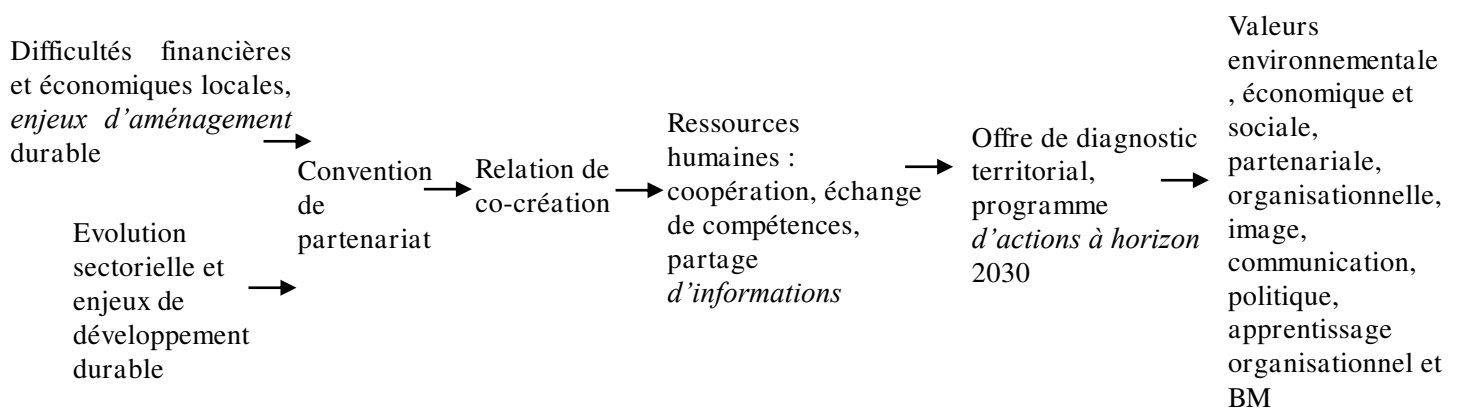 Difficultés financières
et économiques locales,
enjeux d’aménagement
durable
Evolution
sectorielle et
enjeux de
développement
durable
Convention
de
partenariat
Relation de
co-création
Ressources
humaines :
coopération, échange
de compétences,
partage
d’informations
Offre de diagnostic
territorial,
programme
d’actions à horizon
2030
Valeurs
environnementale
, économique et
sociale,
partenariale,
organisationnelle,
image,
communication,
politique,
apprentissage
organisationnel et
BM